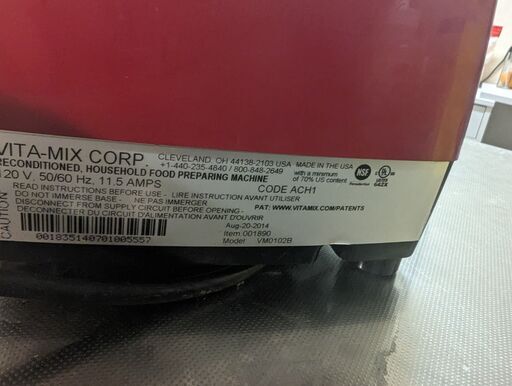 VITA-MIX CORP. CLEVELAND, OH 44138-2103 USA MADE IN THE USA
+1-440-235-4840 / 800-848-2649 with a minimum
RECONDITIONED, HOUSEHOLD FOOD PREPARING MACHINE of 70% US content
120 V, 50/60 Hz, 11.5 AMPS CODE ACH1
NSF
UL
642X
CAUTION
READ INSTRUCTIONS BEFORE USE - LIRE INSTRUCTION AVANT UTILISER
DO NOT IMMERSE BASE - NE PAS IMMERGER
DISCONNECT FROM SUPPLY CIRCUIT BEFORE OPENING -
DÉCONNECTER DU CIRCUIT D'ALIMENTATION AVANT D'OUVRIR
PAT: WWW.VITAMIX.COM/PATENTS
Aug-20-2014
Item:001890
Model: VM0102B
001835140701005557